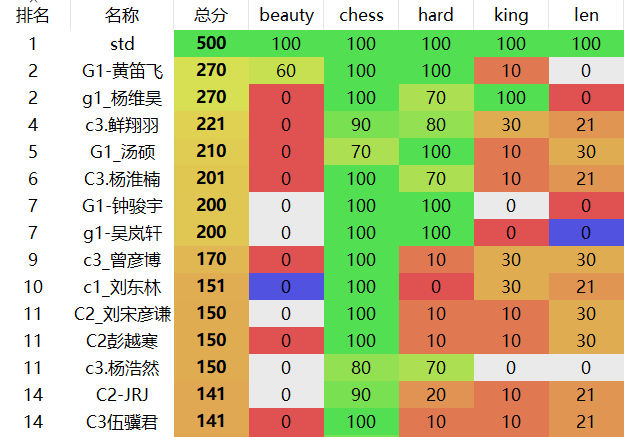 排名 名称 总分 beauty chess hard king len
1 std 500 100 100 100 100 100
2 G1-黄笛飞 270 60 100 100 10 0
2 g1_杨维昊 270 0 100 70 100 0
4 c3.鲜翔羽 221 0 90 80 30 21
5 G1_汤硕 210 0 70 100 10 30
6 C3.杨淮楠 201 0 100 70 10 21
7 G1-钟骏宇 200 0 100 100 0 0
7 g1-吴岚轩 200 0 100 100 0 0
9 c3_曾彦博 170 0 100 10 30 30
10 c1_刘东林 151 0 100 0 30 21
11 C2_刘宋彦谦 150 0 100 10 10 30
11 C2彭越寒 150 0 100 10 10 30
11 c3.杨浩然 150 0 80 70 0 0
14 C2-JRJ 141 0 90 20 10 21
14 C3伍骥君 141 0 100 10 10 21